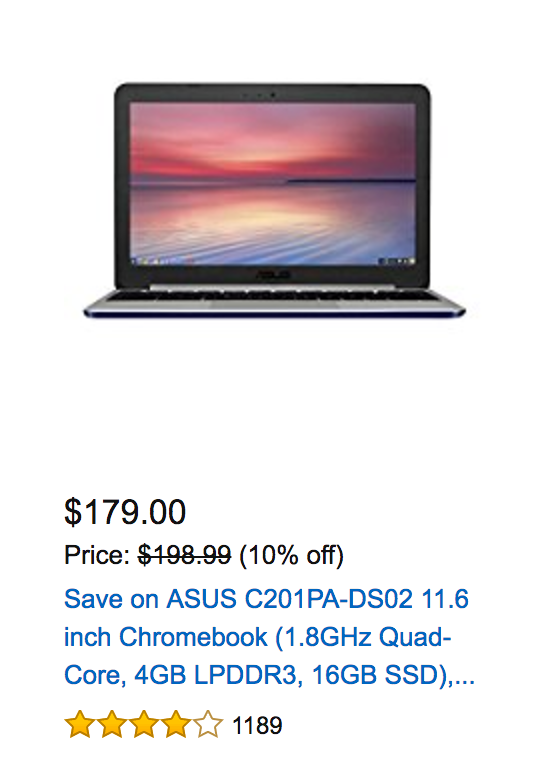 ASUS
$179.00
Price: $198.99 (10% off)
Save on ASUS C201PA-DS02 11.6
inch Chromebook (1.8GHz Quad-
Core, 4GB LPDDR3, 16GB SSD),...
1189